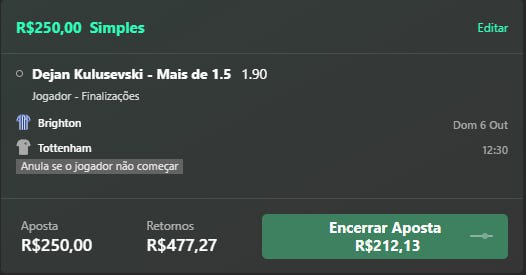 R$250,00 Simples
Editar
Dejan Kulusevski - Mais de 1.5 1.90
Jogador - Finalizações
Brighton
Dom 6 Out
Tottenham
12:30
Anula se o jogador não começar
Aposta
Retornos
Encerrar Aposta
R$250,00
R$477,27
R$212,13